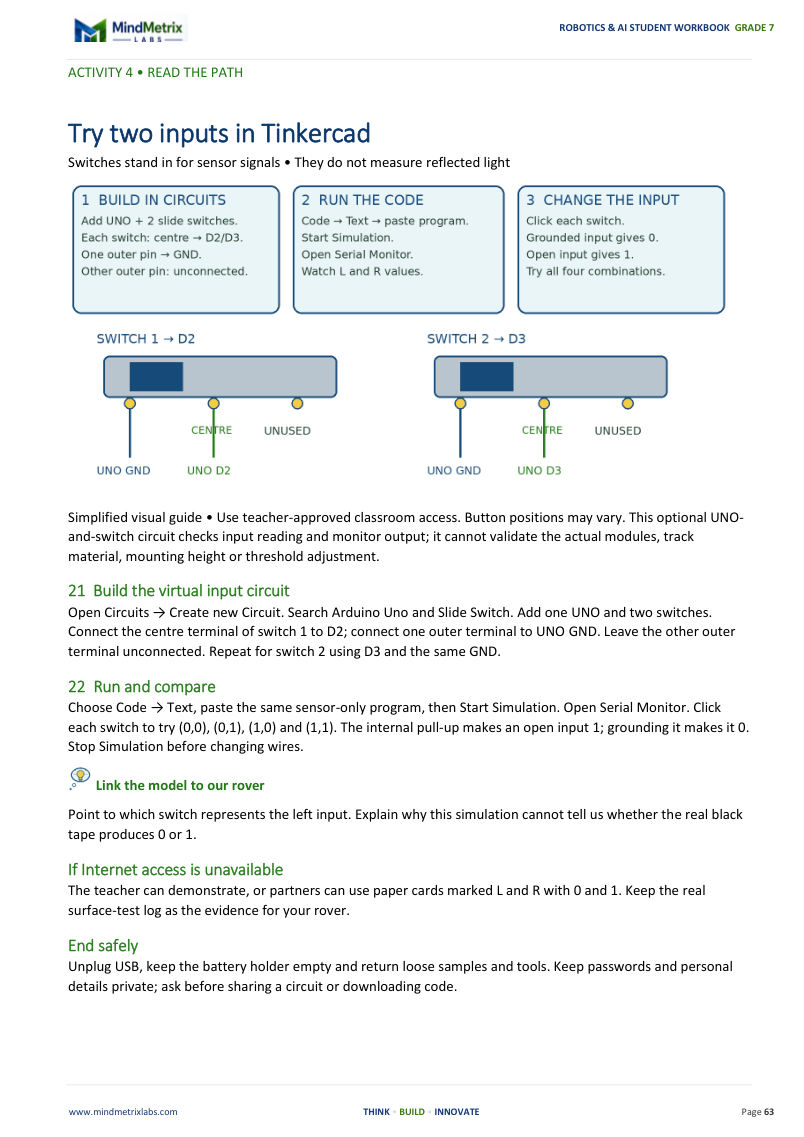 MindMetrix
LABS
ROBOTICS & AI STUDENT WORKBOOK GRADE 7
ACTIVITY 4 • READ THE PATH
Try two inputs in Tinkercad
Switches stand in for sensor signals • They do not measure reflected light
1 BUILD IN CIRCUITS
Add UNO + 2 slide switches.
Each switch: centre → D2/D3.
One outer pin → GND.
Other outer pin: unconnected.
2 RUN THE CODE
Code → Text → paste program.
Start Simulation.
Open Serial Monitor.
Watch L and R values.
3 CHANGE THE INPUT
Click each switch.
Grounded input gives 0.
Open input gives 1.
Try all four combinations.
SWITCH 1 → D2
CENTRE
UNUSED
UNO GND
UNO D2
SWITCH 2 → D3
CENTRE
UNUSED
UNO GND
UNO D3
Simplified visual guide • Use teacher-approved classroom access. Button positions may vary. This optional UNO-
and-switch circuit checks input reading and monitor output; it cannot validate the actual modules, track
material, mounting height or threshold adjustment.
21 Build the virtual input circuit
Open Circuits → Create new Circuit. Search Arduino Uno and Slide Switch. Add one UNO and two switches.
Connect the centre terminal of switch 1 to D2; connect one outer terminal to UNO GND. Leave the other outer
terminal unconnected. Repeat for switch 2 using D3 and the same GND.
22 Run and compare
Choose Code → Text, paste the same sensor-only program, then Start Simulation. Open Serial Monitor. Click
each switch to try (0,0), (0,1), (1,0) and (1,1). The internal pull-up makes an open input 1; grounding it makes it 0.
Stop Simulation before changing wires.
Link the model to our rover
Point to which switch represents the left input. Explain why this simulation cannot tell us whether the real black
tape produces 0 or 1.
If Internet access is unavailable
The teacher can demonstrate, or partners can use paper cards marked L and R with 0 and 1. Keep the real
surface-test log as the evidence for your rover.
End safely
Unplug USB, keep the battery holder empty and return loose samples and tools. Keep passwords and personal
details private; ask before sharing a circuit or downloading code.
www.mindmetrixlabs.com
THINK • BUILD • INNOVATE
Page 63